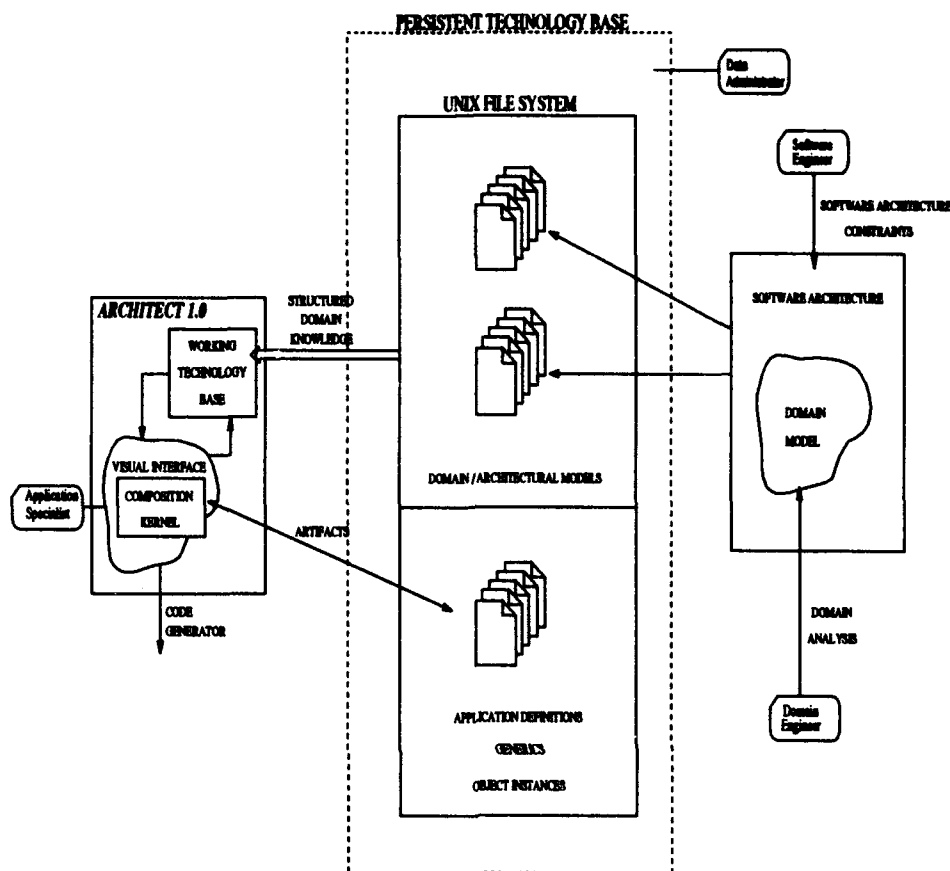 PERSISTENT TECHNOLOGY BASE
Data
Administrator
UNIX FILE SYSTEM
Software
Engineer
SOFTWARE ARCHITECTURE
CONSTRAINTS
SOFTWARE ARCHITECTURE
DOMAIN
MODEL
ARCHITECT 1.0
STRUCTURED
DOMAIN
KNOWLEDGE
WORKING
TECHNOLOGY
BASE
VISUAL INTERFACE
COMPOSITION
KERNEL
Application
Specialist
DOMAIN / ARCHITECTURAL MODELS
ARTIFACTS
CODE
GENERATOR
DOMAIN
ANALYSIS
Domain
Engineer
APPLICATION DEFINITIONS
GENERICS
OBJECT INSTANCES